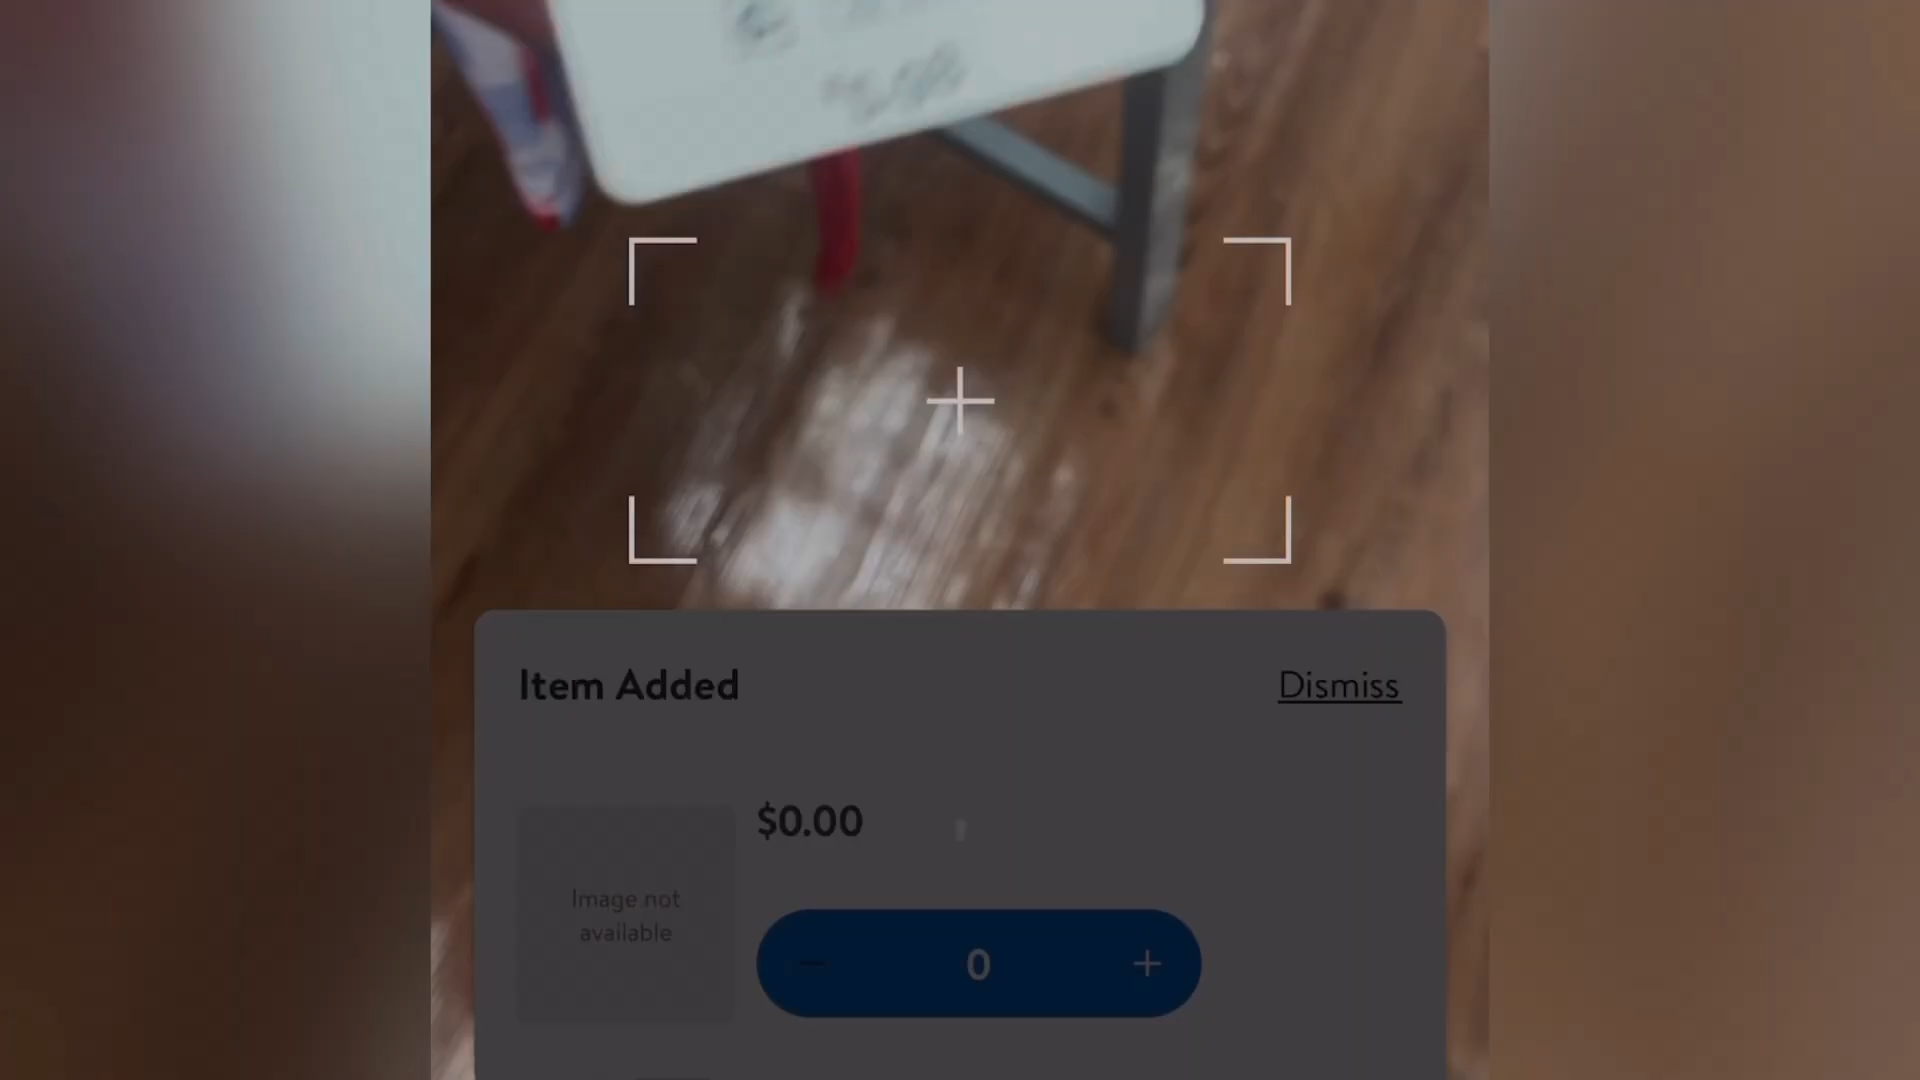 Item Added
Dismiss
$0.00
Image not
available
0